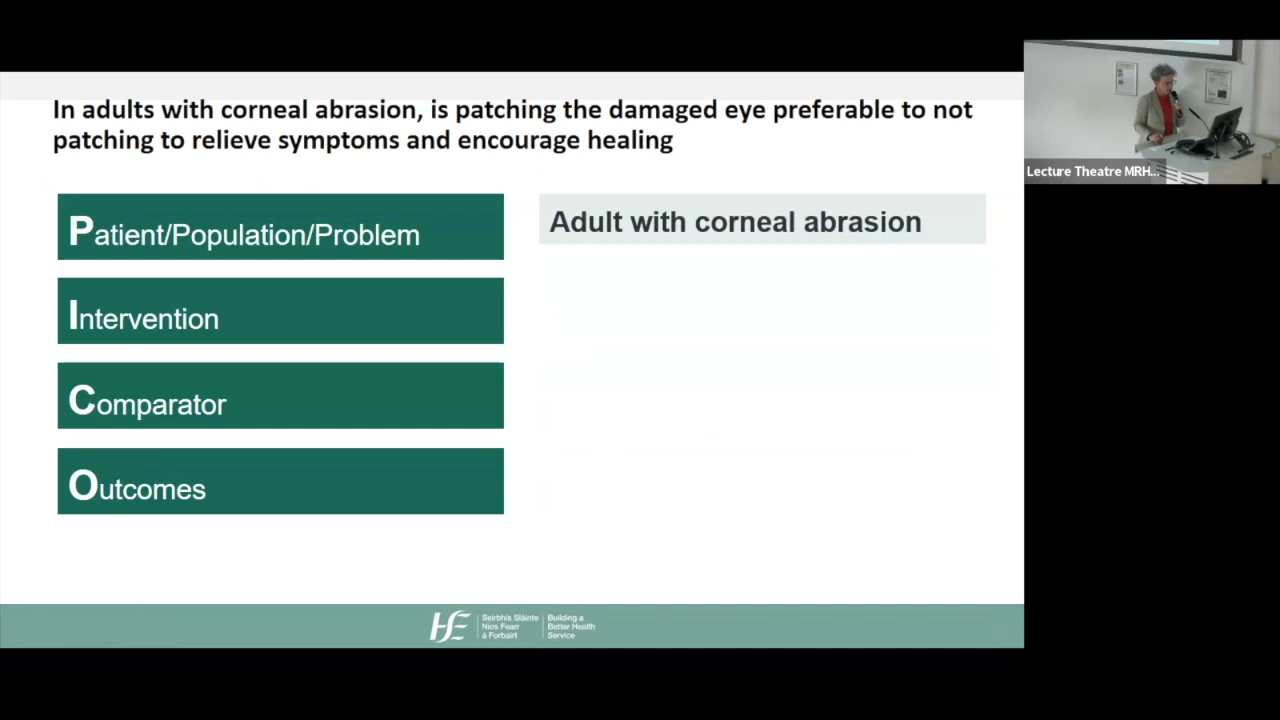 In adults with corneal abrasion, is patching the damaged eye preferable to not
patching to relieve symptoms and encourage healing
Patient/Population/Problem
Adult with corneal abrasion
Intervention
Comparator
Outcomes
Lecture Theatre MRH...
Seirbhís Sláinte
Níos Fearr
á Forbairt
Building a
Better Health
Service